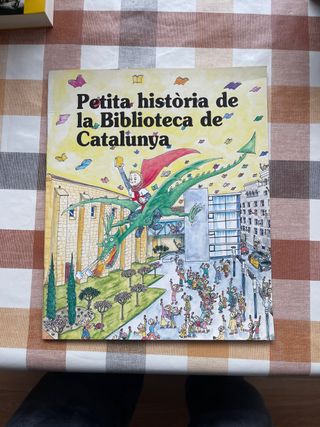 Petita història de
la Biblioteca de
Catalunya